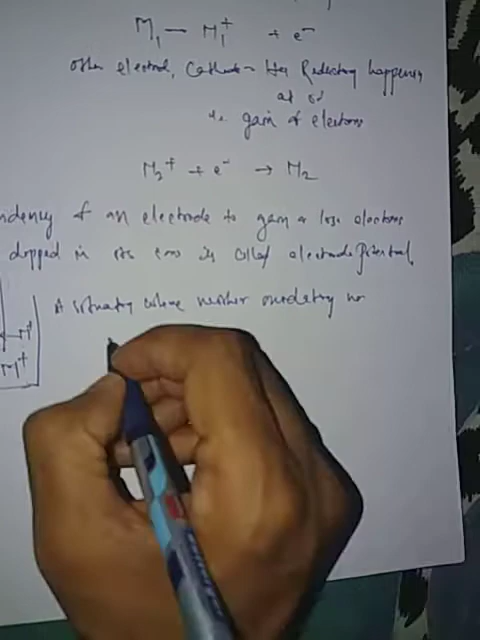 M₁ — M₁⁺ + e⁻
other electrode, Cathode - Here Reduction happens
gain of electrons
M₂⁺ + e⁻ → M₂
ndency of an electrode to gain or lose electrons
dipped in its ions is called electrode Potential
A situation where neither oxidation nor
M⁺
M⁺